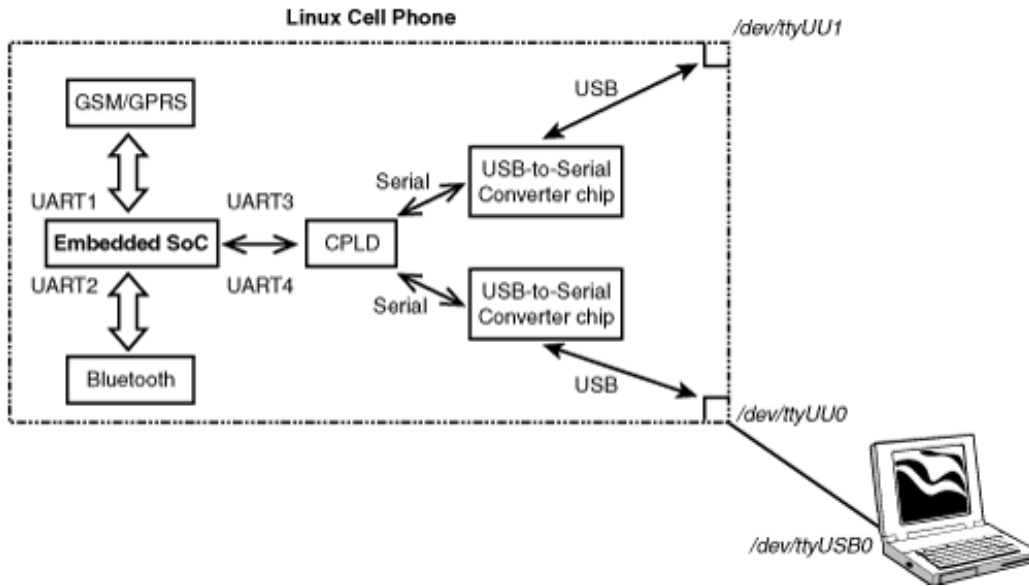 Linux Cell Phone
/dev/ttyUU1
USB
GSM/GPRS
USB-to-Serial
Converter chip
Serial
UART1
UART3
Embedded SoC
CPLD
UART2
UART4
Serial
USB-to-Serial
Converter chip
Bluetooth
USB
/dev/ttyUU0
/dev/ttyUSB0